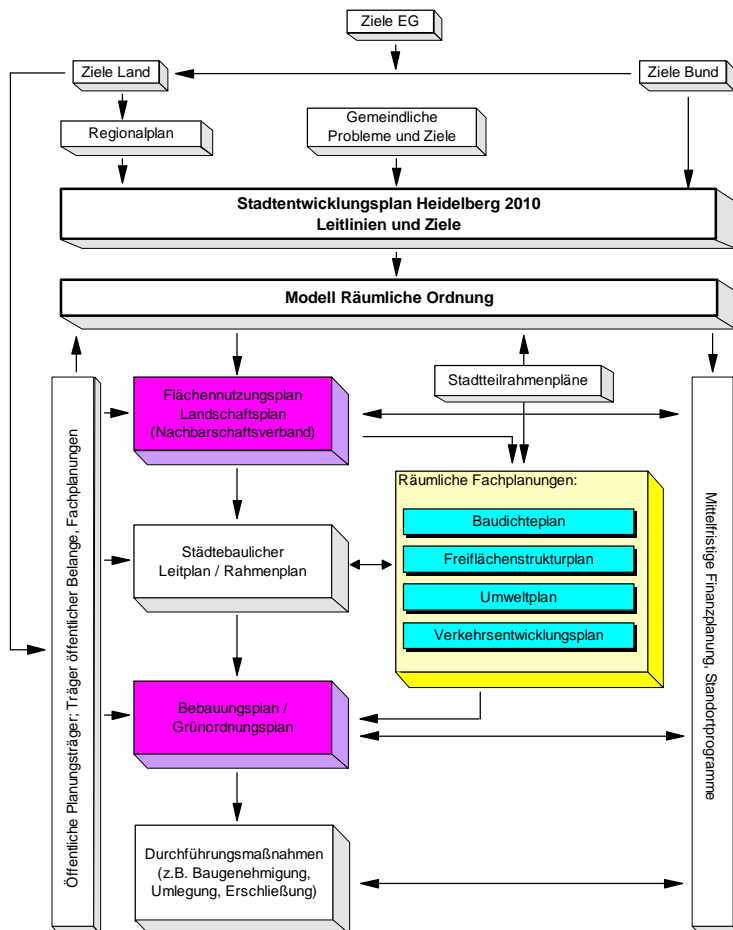 Ziele EG
Ziele Land
Ziele Bund
Regionalplan
Gemeindliche
Probleme und Ziele
Stadtentwicklungsplan Heidelberg 2010
Leitlinien und Ziele
Modell Räumliche Ordnung
Öffentliche Planungsträger; Träger öffentlicher Belange, Fachplanungen
Flächennutzungsplan
Landschaftsplan
(Nachbarschaftsverband)
Stadtteilrahmenpläne
Räumliche Fachplanungen:
Baudichteplan
Freiflächenstrukturplan
Umweltplan
Verkehrsentwicklungsplan
Städtebaulicher
Leitplan / Rahmenplan
Bebauungsplan /
Grünordnungsplan
Durchführungsmaßnahmen
(z.B. Baugenehmigung,
Umlegung, Erschließung)
Mittelfristige Finanzplanung, Standortprogramme